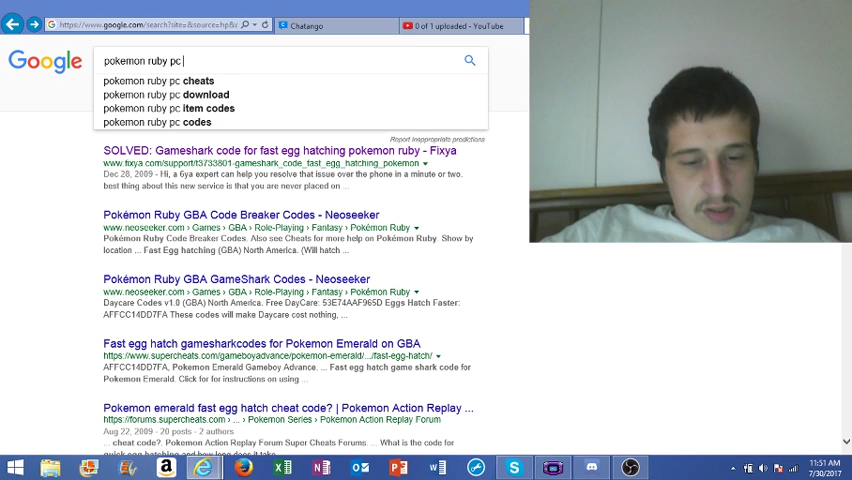 https://www.google.com/search?site=&source=hp&
Chatango
0 of 1 uploaded - YouTube
Google
pokemon ruby pc
pokemon ruby pc cheats
pokemon ruby pc download
pokemon ruby pc item codes
pokemon ruby pc codes
Report inappropriate predictions
SOLVED: Gameshark code for fast egg hatching pokemon ruby - Fixya
www.fixya.com/support/t3733801-gameshark_code_fast_egg_hatching_pokemon
Dec 28, 2009 - Hi, a 6ya expert can help you resolve that issue over the phone in a minute or two.
best thing about this new service is that you are never placed on ...
Pokémon Ruby GBA Code Breaker Codes - Neoseeker
www.neoseeker.com › Games › GBA › Role-Playing › Fantasy › Pokémon Ruby
Pokémon Ruby Code Breaker Codes. Also see Cheats for more help on Pokémon Ruby. Show by
location ... Fast Egg hatching (GBA) North America. (Will hatch ...
Pokémon Ruby GBA GameShark Codes - Neoseeker
www.neoseeker.com › Games › GBA › Role-Playing › Fantasy › Pokémon Ruby
Daycare Codes v1.0 (GBA) North America. Free DayCare: 53E74AAF965D Eggs Hatch Faster:
AFFCC14DD7FA These codes will make Daycare cost nothing, ...
Fast egg hatch gamesharkcodes for Pokemon Emerald on GBA
https://www.supercheats.com/gameboyadvance/pokemon-emerald/.../fast-egg-hatch/
AFFCC14DD7FA, Pokemon Emerald Gameboy Advance. ... Fast egg hatch game shark code for
Pokemon Emerald. Click for for instructions on using ...
Pokemon emerald fast egg hatch cheat code? | Pokemon Action Replay ...
https://forums.supercheats.com › ... › Pokemon Series › Pokemon Action Replay Forum
Aug 22, 2009 - 20 posts - 2 authors
... cheat code?. Pokemon Action Replay Forum Super Cheats Forums. ... What is the code for
quick egg hatching and how long does it take.
11:51 AM
7/30/2017